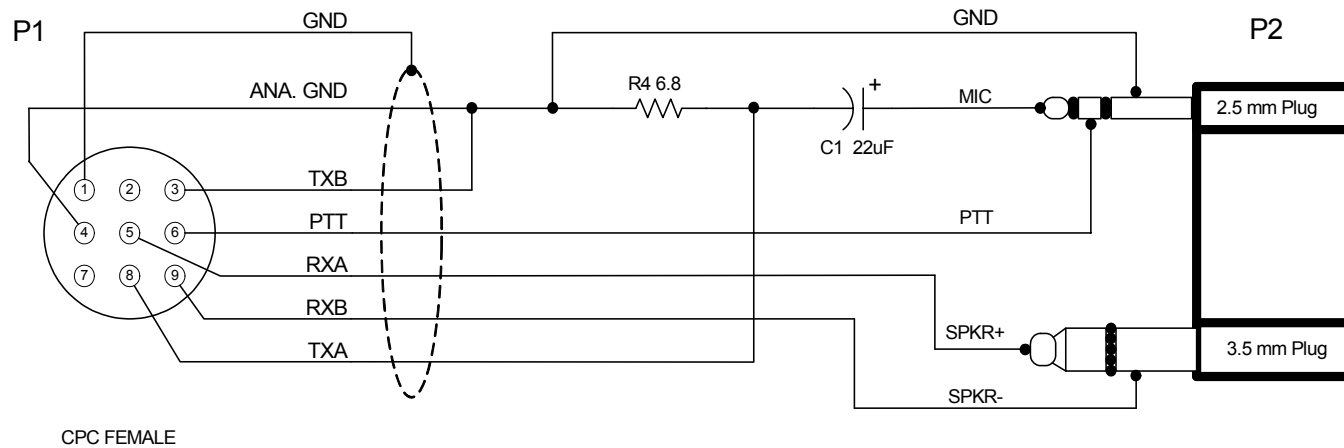 P1
GND
GND
P2
ANA. GND
R4 6.8
+
MIC
2.5 mm Plug
C1 22uF
1
2
3
TXB
4
5
6
PTT
PTT
RXA
7
8
9
RXB
SPKR+
3.5 mm Plug
TXA
SPKR-
CPC FEMALE